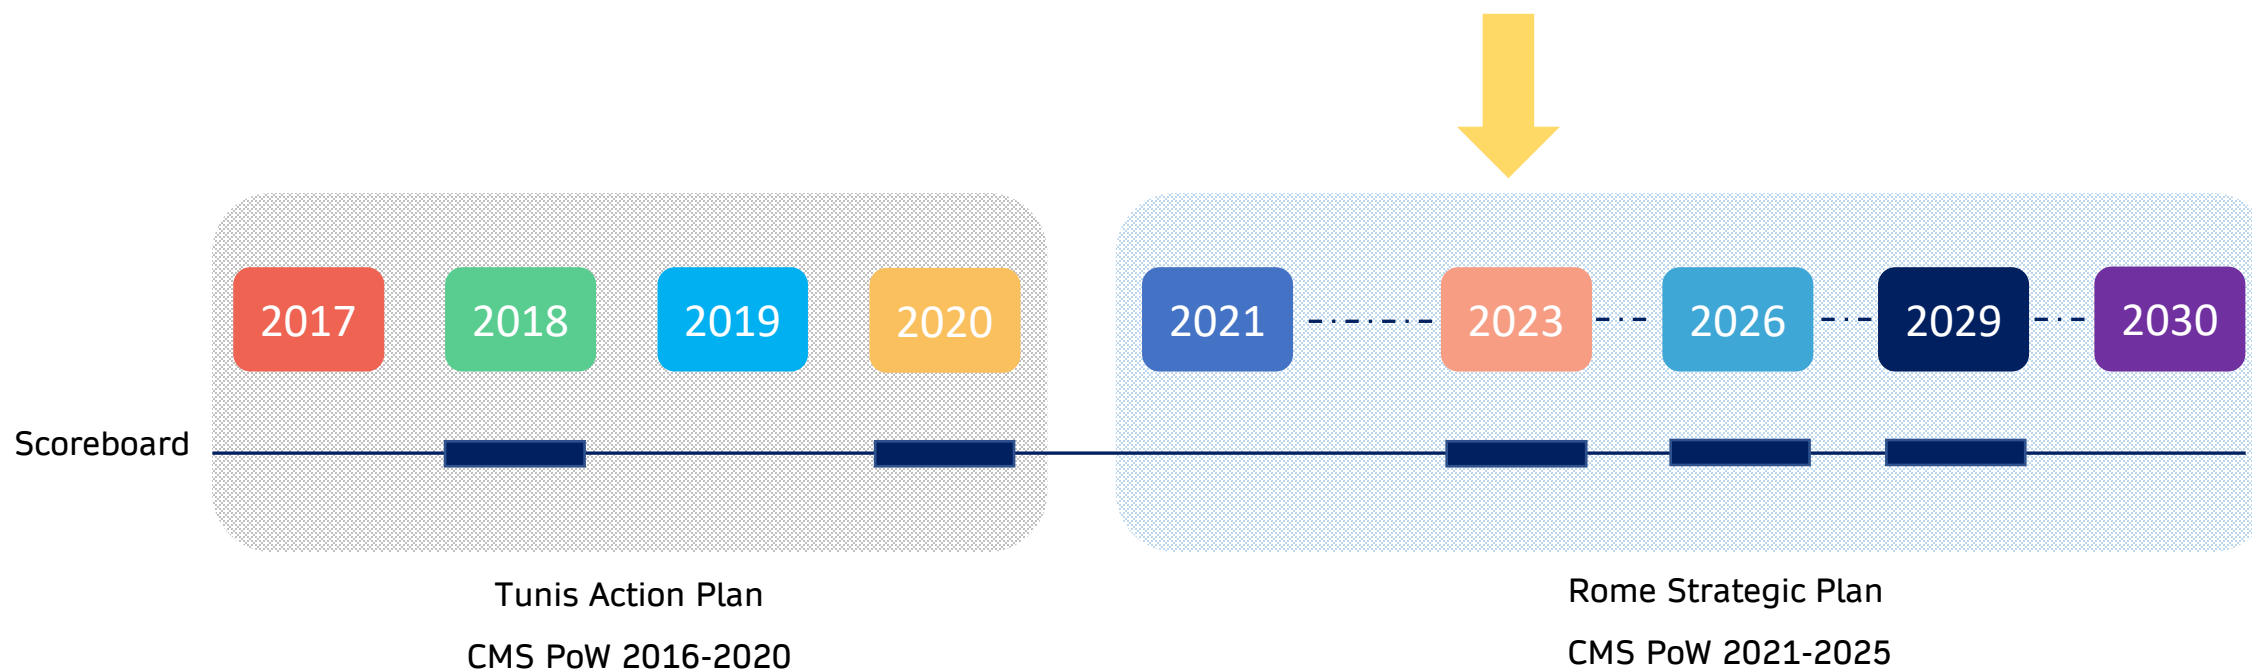 2017 2018 2019 2020 2021 2023 2026 2029 2030
Scoreboard
Tunis Action Plan
CMS PoW 2016-2020
Rome Strategic Plan
CMS PoW 2021-2025